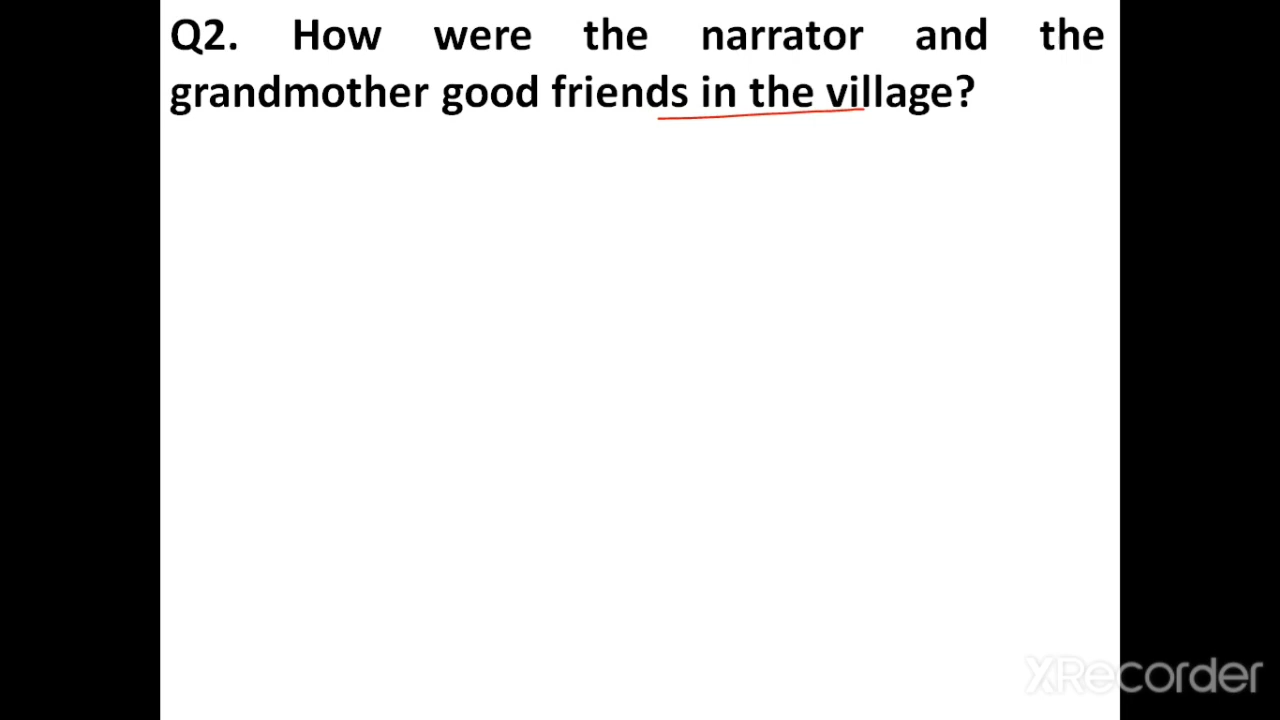 Q2. How were the narrator and the
grandmother good friends in the village?
XRecorder